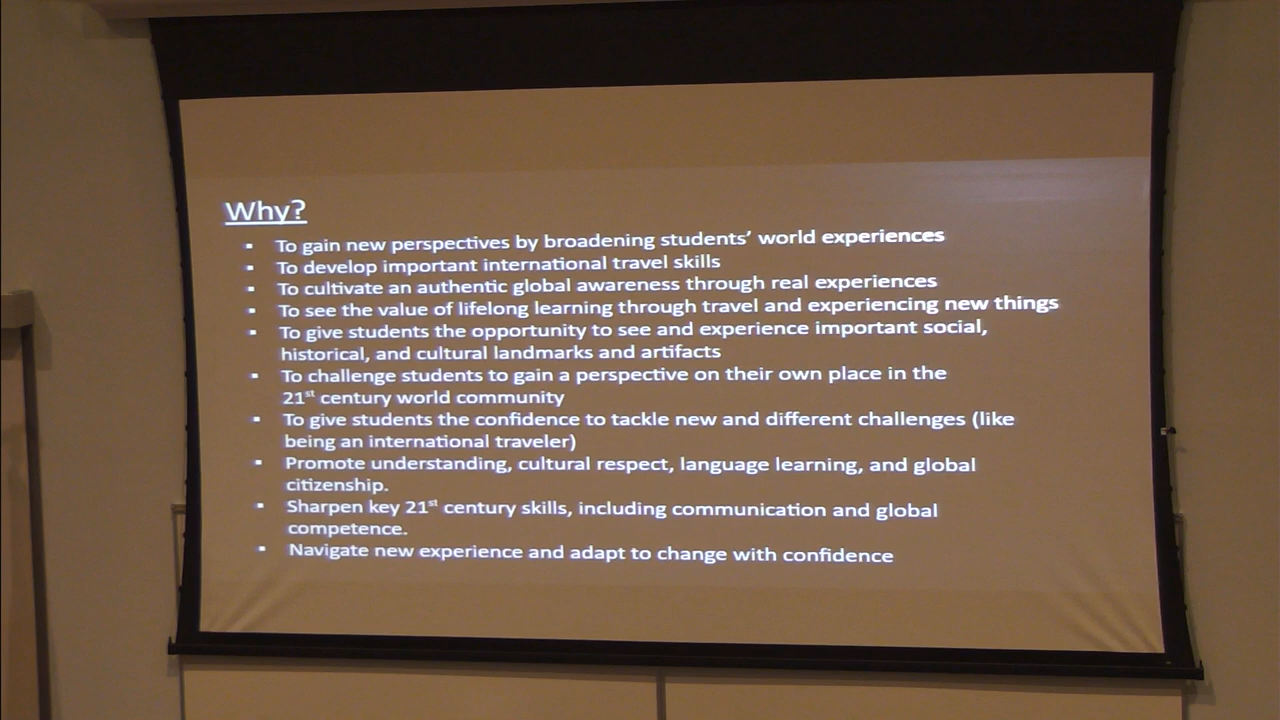 Why?
▪ To gain new perspectives by broadening students’ world experiences
▪ To develop important international travel skills
▪ To cultivate an authentic global awareness through real experiences
▪ To see the value of lifelong learning through travel and experiencing new things
▪ To give students the opportunity to see and experience important social,
historical, and cultural landmarks and artifacts
▪ To challenge students to gain a perspective on their own place in the
21st century world community
▪ To give students the confidence to tackle new and different challenges (like
being an international traveler)
▪ Promote understanding, cultural respect, language learning, and global
citizenship.
▪ Sharpen key 21st century skills, including communication and global
competence.
▪ Navigate new experience and adapt to change with confidence